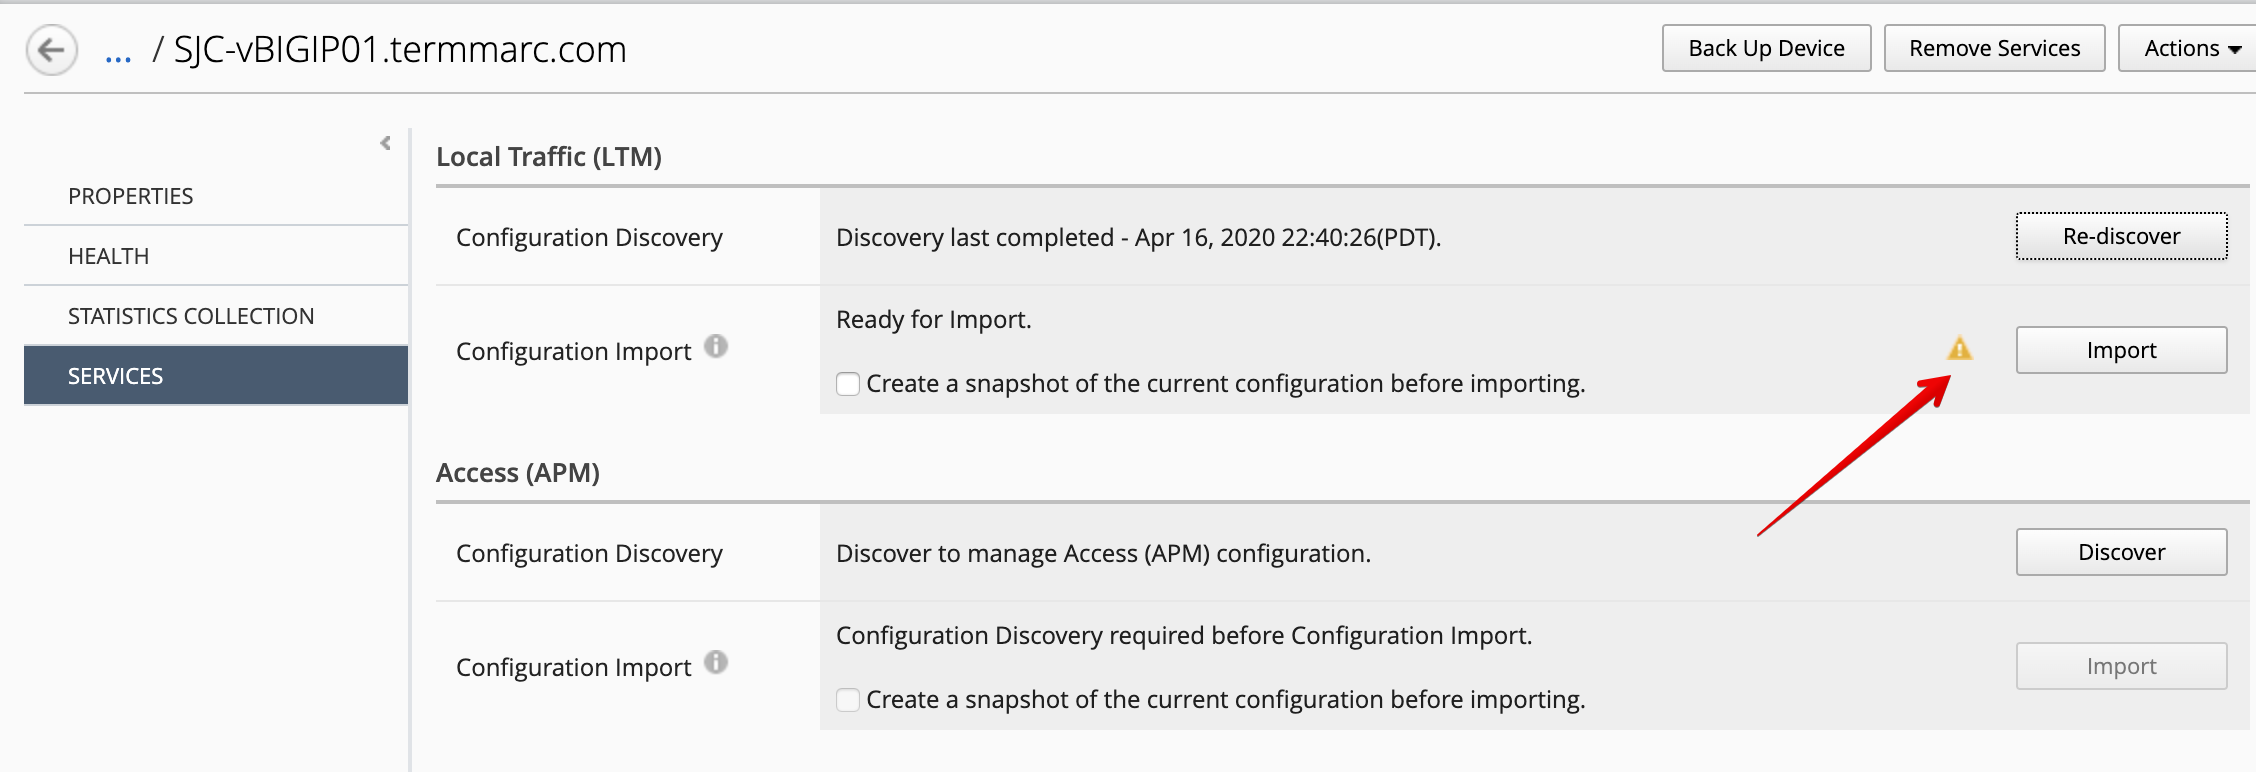 ... / SJC-vBIGIP01.termmarc.com
Back Up Device
Remove Services
Actions
PROPERTIES
HEALTH
STATISTICS COLLECTION
SERVICES
Local Traffic (LTM)
Configuration Discovery
Discovery last completed - Apr 16, 2020 22:40:26(PDT).
Re-discover
Configuration Import
Ready for Import.
Create a snapshot of the current configuration before importing.
Import
Access (APM)
Configuration Discovery
Discover to manage Access (APM) configuration.
Discover
Configuration Import
Configuration Discovery required before Configuration Import.
Create a snapshot of the current configuration before importing.
Import